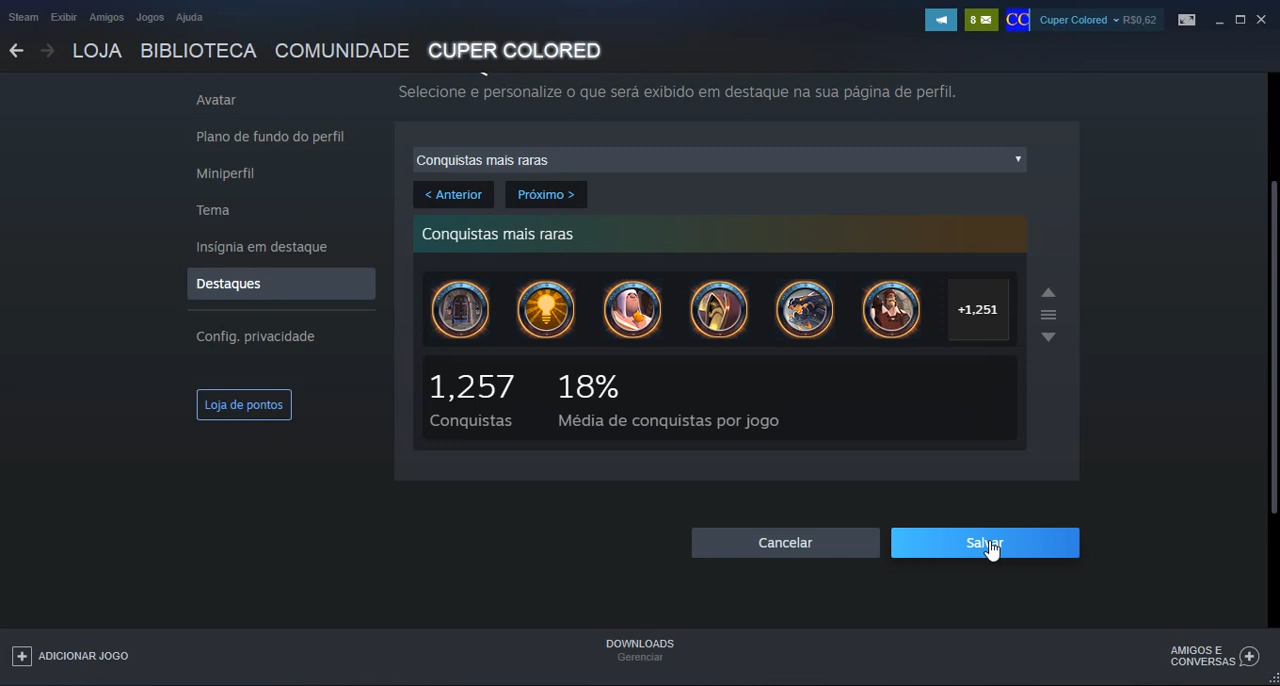 Steam Exibir Amigos Jogos Ajuda
8 CC Cuper Colored R$0,62
LOJA BIBLIOTECA COMUNIDADE CUPER COLORED
Selecione e personalize o que será exibido em destaque na sua página de perfil.
Avatar
Plano de fundo do perfil
Miniperfil
Tema
Insígnia em destaque
Destaques
Config. privacidade
Loja de pontos
Conquistas mais raras
< Anterior Próximo >
Conquistas mais raras
+1,251
1,257 18%
Conquistas Média de conquistas por jogo
Cancelar Salvar
+ ADICIONAR JOGO
DOWNLOADS
Gerenciar
AMIGOS E
CONVERSAS +